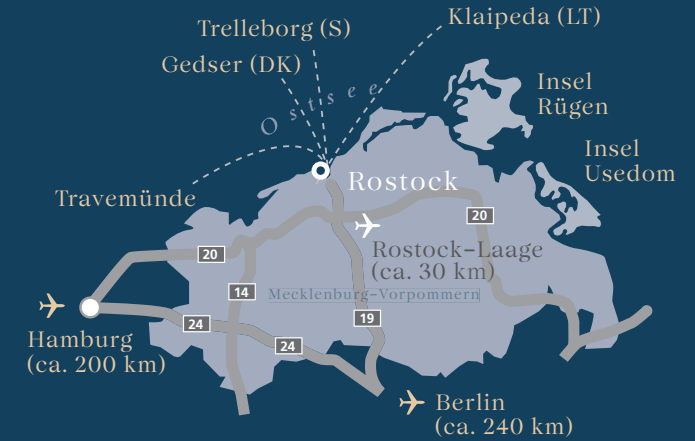 Klaipeda (LT)
Trelleborg (S)
Gedser (DK)
Ostsee
Insel
Rügen
Insel
Usedom
Travemünde
Rostock
20
20
Rostock-Laage
(ca. 30 km)
14
Mecklenburg-Vorpommern
19
24
24
Hamburg
(ca. 200 km)
Berlin
(ca. 240 km)